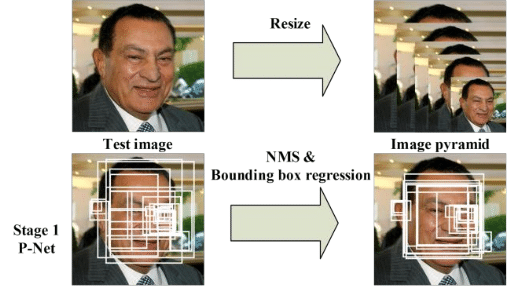 Resize
Test image
Image pyramid
NMS &
Bounding box regression
Stage 1
P-Net